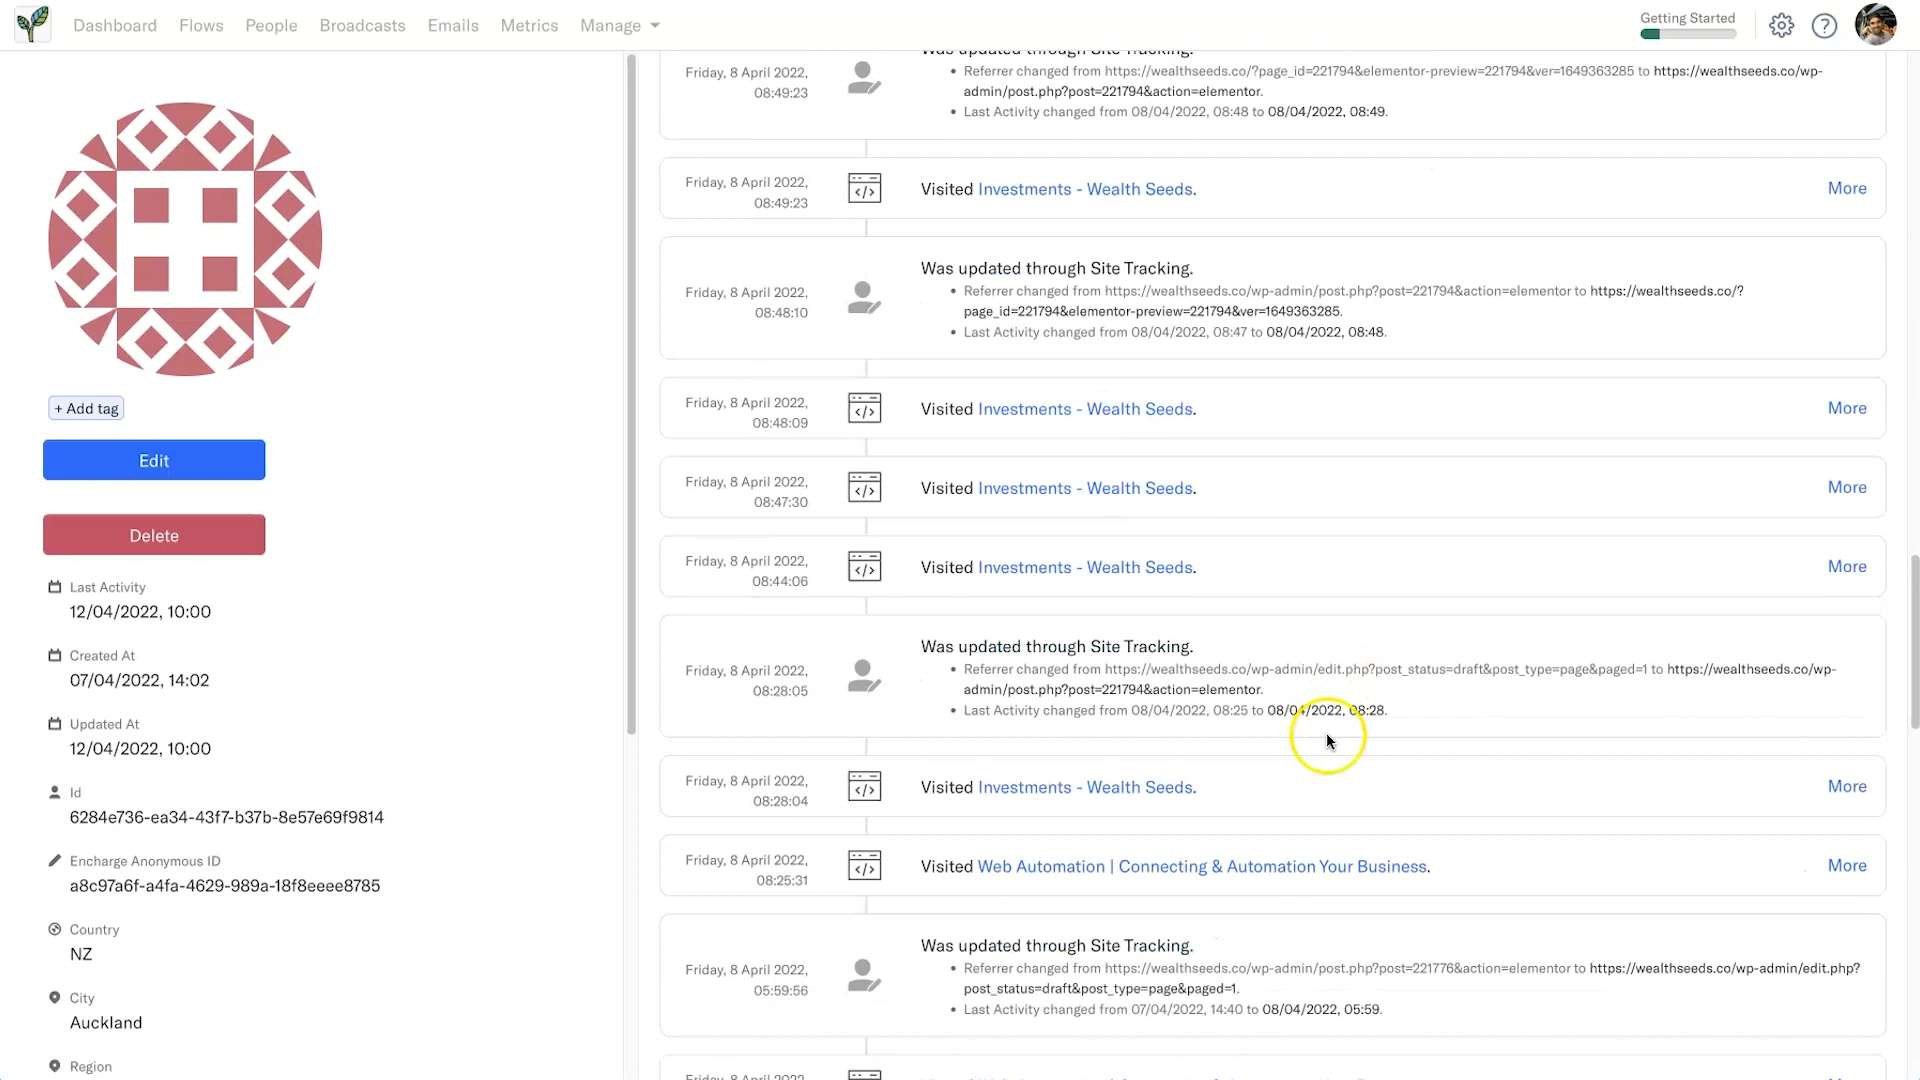 Dashboard Flows People Broadcasts Emails Metrics Manage
Getting Started
+ Add tag
Edit
Delete
Last Activity
12/04/2022, 10:00
Created At
07/04/2022, 14:02
Updated At
12/04/2022, 10:00
Id
6284e736-ea34-43f7-b37b-8e57e69f9814
Encharge Anonymous ID
a8c97a6f-a4fa-4629-989a-18f8eeee8785
Country
NZ
City
Auckland
Region
Was updated through Site Tracking.
Friday, 8 April 2022,
08:49:23
• Referrer changed from https://wealthseeds.co/?page_id=221794&elementor-preview=221794&ver=1649363285 to https://wealthseeds.co/wp-
admin/post.php?post=221794&action=elementor.
• Last Activity changed from 08/04/2022, 08:48 to 08/04/2022, 08:49.
Friday, 8 April 2022,
08:49:23
Visited Investments - Wealth Seeds.
More
Friday, 8 April 2022,
08:48:10
Was updated through Site Tracking.
• Referrer changed from https://wealthseeds.co/wp-admin/post.php?post=221794&action=elementor to https://wealthseeds.co/?
page_id=221794&elementor-preview=221794&ver=1649363285.
• Last Activity changed from 08/04/2022, 08:47 to 08/04/2022, 08:48.
Friday, 8 April 2022,
08:48:09
Visited Investments - Wealth Seeds.
More
Friday, 8 April 2022,
08:47:30
Visited Investments - Wealth Seeds.
More
Friday, 8 April 2022,
08:44:06
Visited Investments - Wealth Seeds.
More
Friday, 8 April 2022,
08:28:05
Was updated through Site Tracking.
• Referrer changed from https://wealthseeds.co/wp-admin/edit.php?post_status=draft&post_type=page&paged=1 to https://wealthseeds.co/wp-
admin/post.php?post=221794&action=elementor.
• Last Activity changed from 08/04/2022, 08:25 to 08/04/2022, 08:28.
Friday, 8 April 2022,
08:28:04
Visited Investments - Wealth Seeds.
More
Friday, 8 April 2022,
08:25:31
Visited Web Automation | Connecting & Automation Your Business.
More
Friday, 8 April 2022,
05:59:56
Was updated through Site Tracking.
• Referrer changed from https://wealthseeds.co/wp-admin/post.php?post=221776&action=elementor to https://wealthseeds.co/wp-admin/edit.php?
post_status=draft&post_type=page&paged=1.
• Last Activity changed from 07/04/2022, 14:40 to 08/04/2022, 05:59.
Friday, 8 April 2022,